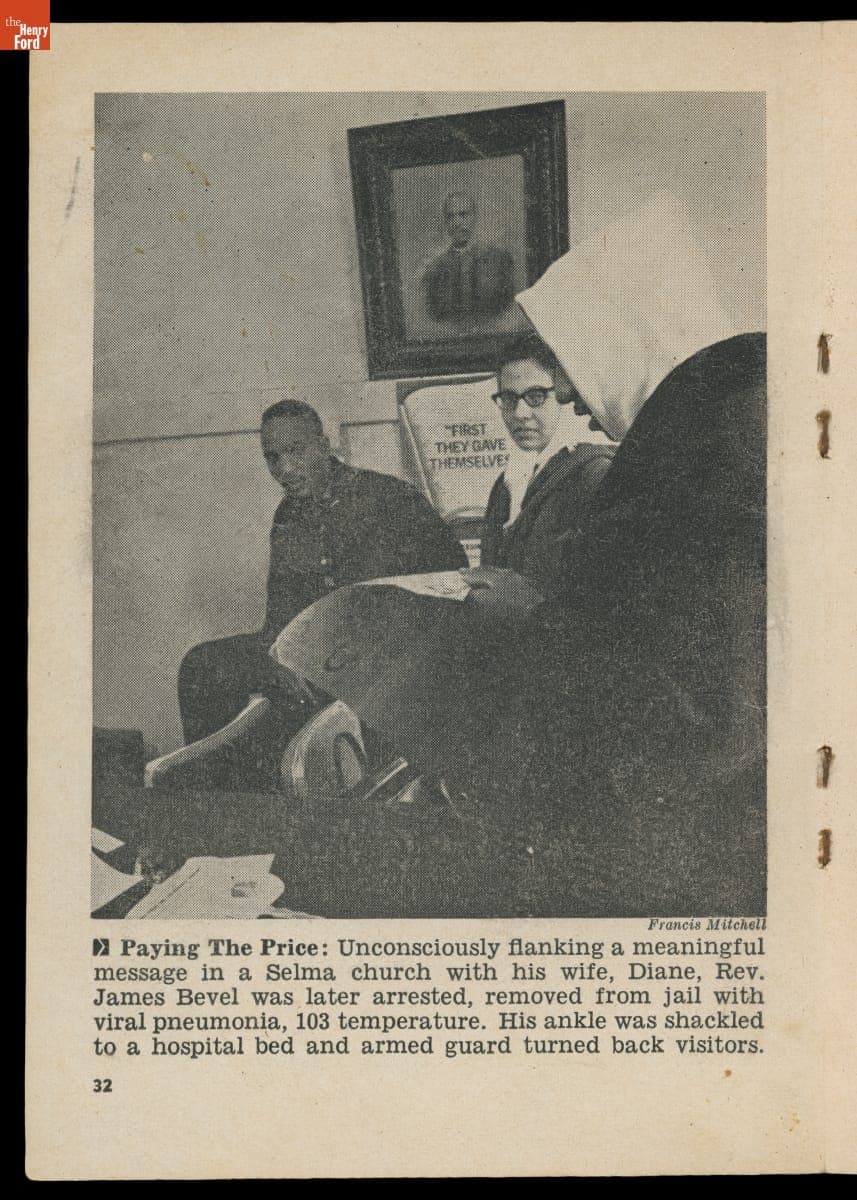 the
Henry
Ford
"FIRST
THEY GAVE
THEMSELVES
Francis Mitchell
Paying The Price: Unconsciously flanking a meaningful
message in a Selma church with his wife, Diane, Rev.
James Bevel was later arrested, removed from jail with
viral pneumonia, 103 temperature. His ankle was shackled
to a hospital bed and armed guard turned back visitors.
32